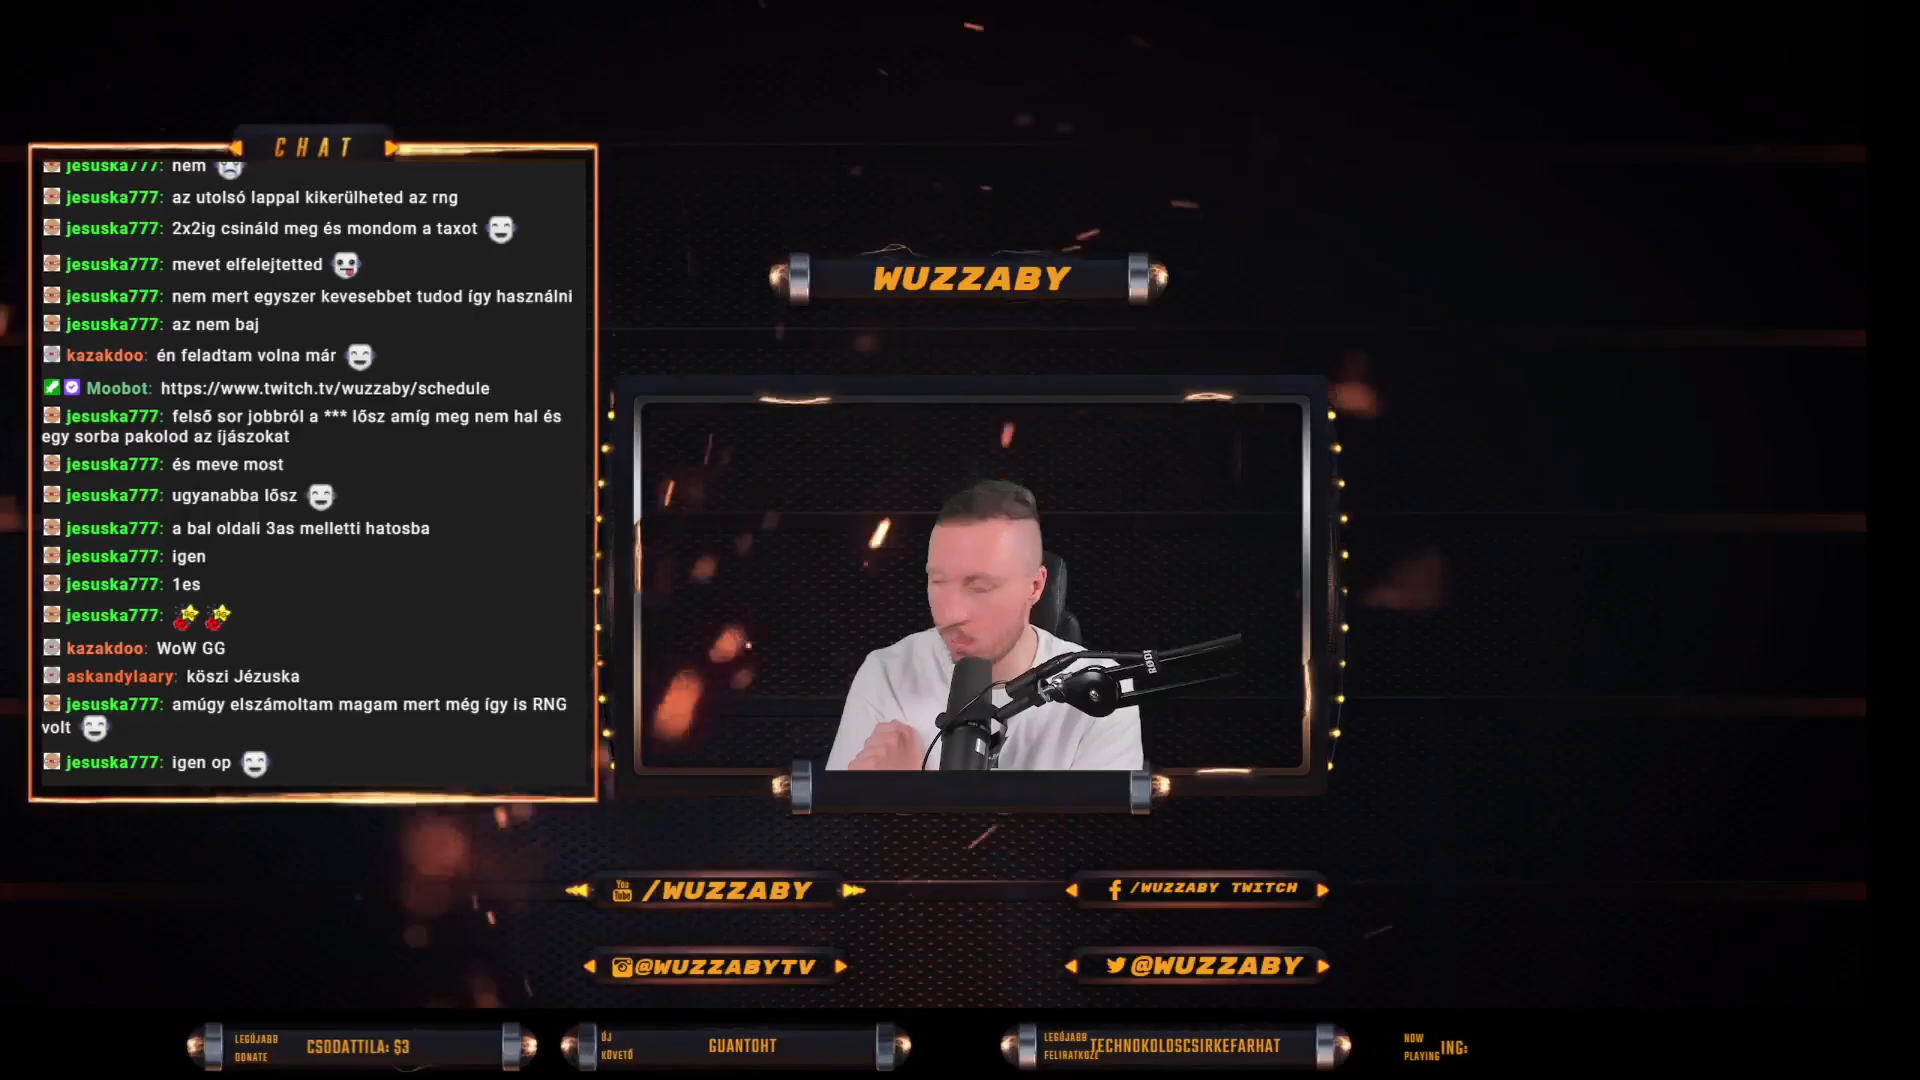 CHAT
jesuska777: nem
jesuska777: az utolsó lappal kikerülheted az rng
jesuska777: 2x2ig csináld meg és mondom a taxot
jesuska777: mevet elfelejtetted
jesuska777: nem mert egyszer kevesebbet tudod így használni
jesuska777: az nem baj
kazakdoo: én feladtam volna már
Moobot: https://www.twitch.tv/wuzzaby/schedule
jesuska777: felső sor jobbról a *** lősz amíg meg nem hal és
egy sorba pakolod az íjászokat
jesuska777: és meve most
jesuska777: ugyanabba lősz
jesuska777: a bal oldali 3as melletti hatosba
jesuska777: igen
jesuska777: 1es
jesuska777:
kazakdoo: WoW GG
askandylaary: köszi Jézuska
jesuska777: amúgy elszámoltam magam mert még így is RNG
volt
jesuska777: igen op
WUZZABY
RØDE
You
Tube
/WUZZABY
/WUZZABY TWITCH
@WUZZABYTV
@WUZZABY
LEGÚJABB
DONATE
CSODATTILA: $3
ÚJ
KÖVETŐ
GUANTOHT
LEGÚJABB
TECHNOKOLOSCSIRKEFARHAT
NOW
PLAYING
ING: